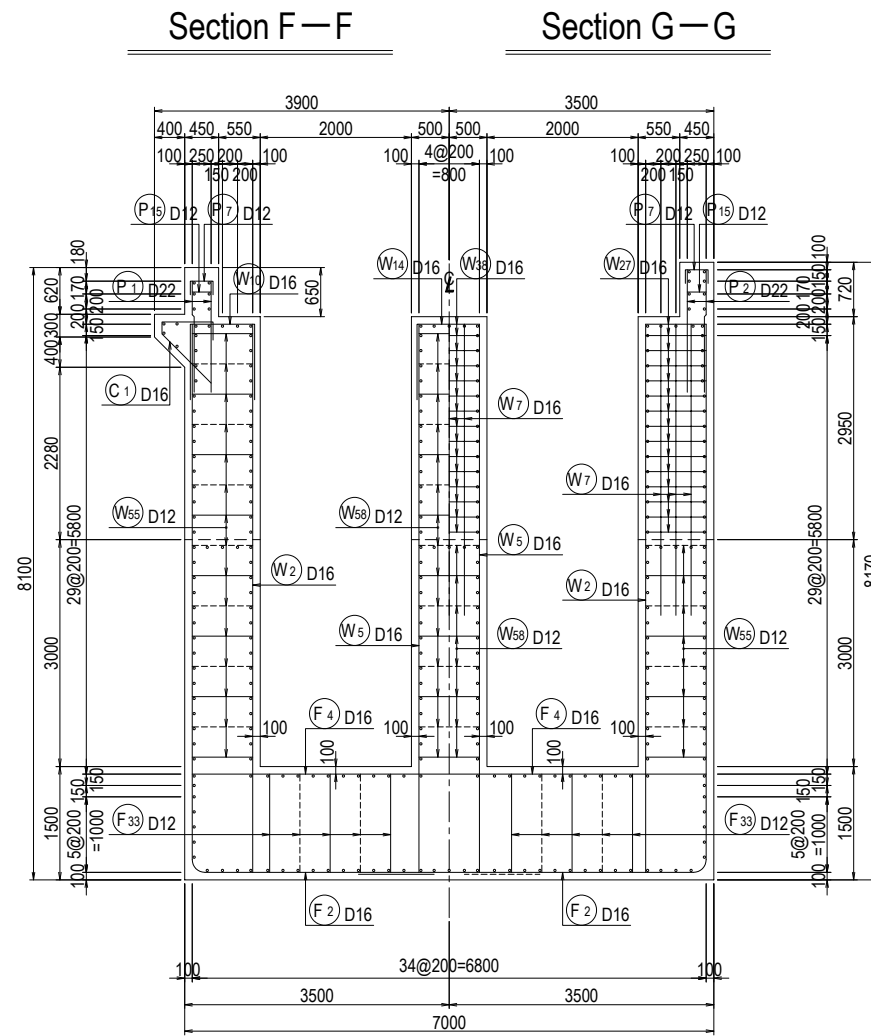 Section F－F
Section G－G
3900
3500
400
450
550
2000
500
500
2000
550
450
100
250
200
100
100
4@200
=800
100
100
200
250
100
150
200
200
150
P15 D12
P7 D12
P7 D12
P15 D12
W14 D16
W38 D16
W27 D16
C
L
P1 D22
W10 D16
P2 D22
180
170
200
620
650
200
150
300
400
C1 D16
100
150
170
200
200
150
720
W7 D16
2280
2950
W7 D16
W55 D12
W58 D12
W5 D16
8100
29@200=5800
W2 D16
W2 D16
29@200=5800
8170
W5 D16
W58 D12
W55 D12
3000
3000
F4 D16
F4 D16
100
100
100
100
100
100
150
150
150
150
1500
5@200
=1000
100
F33 D12
F33 D12
5@200
=1000
100
1500
F2 D16
F2 D16
100
34@200=6800
100
3500
3500
7000